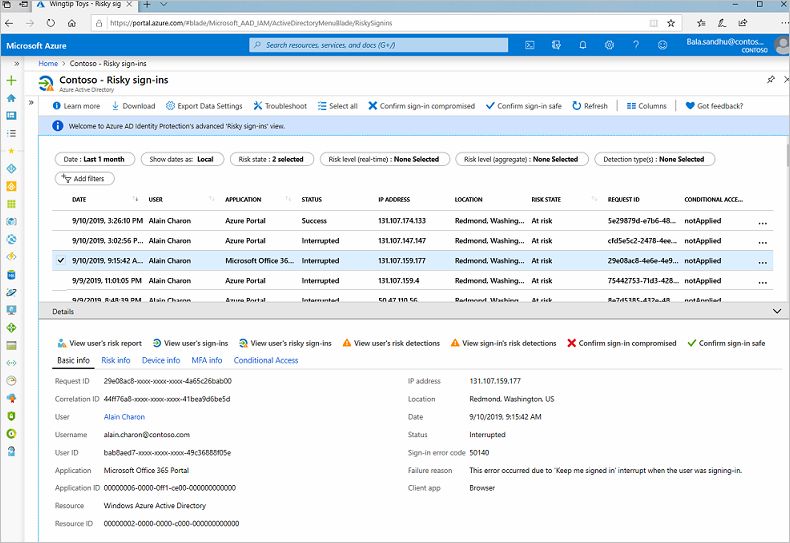 Wingtip Toys - Risky sig
https://portal.azure.com/#blade/Microsoft_AAD_IAM/ActiveDirectoryMenuBlade/RiskySignins
Microsoft Azure
Search resources, services, and docs (G+/)
Bala.sandhu@contos...
CONTOSO
Home > Contoso - Risky sign-ins
Contoso - Risky sign-ins
Azure Active Directory
Learn more Download Export Data Settings Troubleshoot Select all Confirm sign-in compromised Confirm sign-in safe Refresh Columns Got feedback?
Welcome to Azure AD Identity Protection's advanced 'Risky sign-ins' view.
Date : Last 1 month Show dates as: Local Risk state : 2 selected Risk level (real-time) : None Selected Risk level (aggregate) : None Selected Detection type(s) : None Selected
Add filters
DATE USER APPLICATION STATUS IP ADDRESS LOCATION RISK STATE REQUEST ID CONDITIONAL ACCE...
9/10/2019, 3:26:10 PM Alain Charon Azure Portal Success 131.107.174.133 Redmond, Washing... At risk 5e29879d-e7b6-48... notApplied ...
9/10/2019, 3:02:56 P... Alain Charon Azure Portal Interrupted 131.107.147.147 Redmond, Washing... At risk cfd5e5c2-2478-4ee... notApplied ...
9/10/2019, 9:15:42 A... Alain Charon Microsoft Office 36... Interrupted 131.107.159.177 Redmond, Washing... At risk 29e08ac8-4e6e-4e9... notApplied ...
9/9/2019, 11:01:05 PM Alain Charon Azure Portal Interrupted 131.107.159.4 Redmond, Washing... At risk 75442753-71d3-428... notApplied ...
9/9/2019, 8:48:39 PM Alain Charon Azure Portal Interrupted 50.47.110.56 Redmond, Washing... At risk 8e7d5385-432e-48... notApplied
Details
View user's risk report View user's sign-ins View user's risky sign-ins View user's risk detections View sign-in's risk detections Confirm sign-in compromised Confirm sign-in safe
Basic info Risk info Device info MFA info Conditional Access
Request ID 29e08ac8-xxxx-xxxx-xxxx-4a65c26bab00 IP address 131.107.159.177
Correlation ID 44ff76a8-xxxx-xxxx-xxxx-41bea9d6be5d Location Redmond, Washington, US
User Alain Charon Date 9/10/2019, 9:15:42 AM
Username alain.charon@contoso.com Status Interrupted
User ID bab8aed7-xxxx-xxxx-xxxx-49c36888f05e Sign-in error code 50140
Application Microsoft Office 365 Portal Failure reason This error occurred due to 'Keep me signed in' interrupt when the user was signing-in.
Application ID 00000006-0000-0ff1-ce00-000000000000 Client app Browser
Resource Windows Azure Active Directory
Resource ID 00000002-0000-0000-c000-000000000000